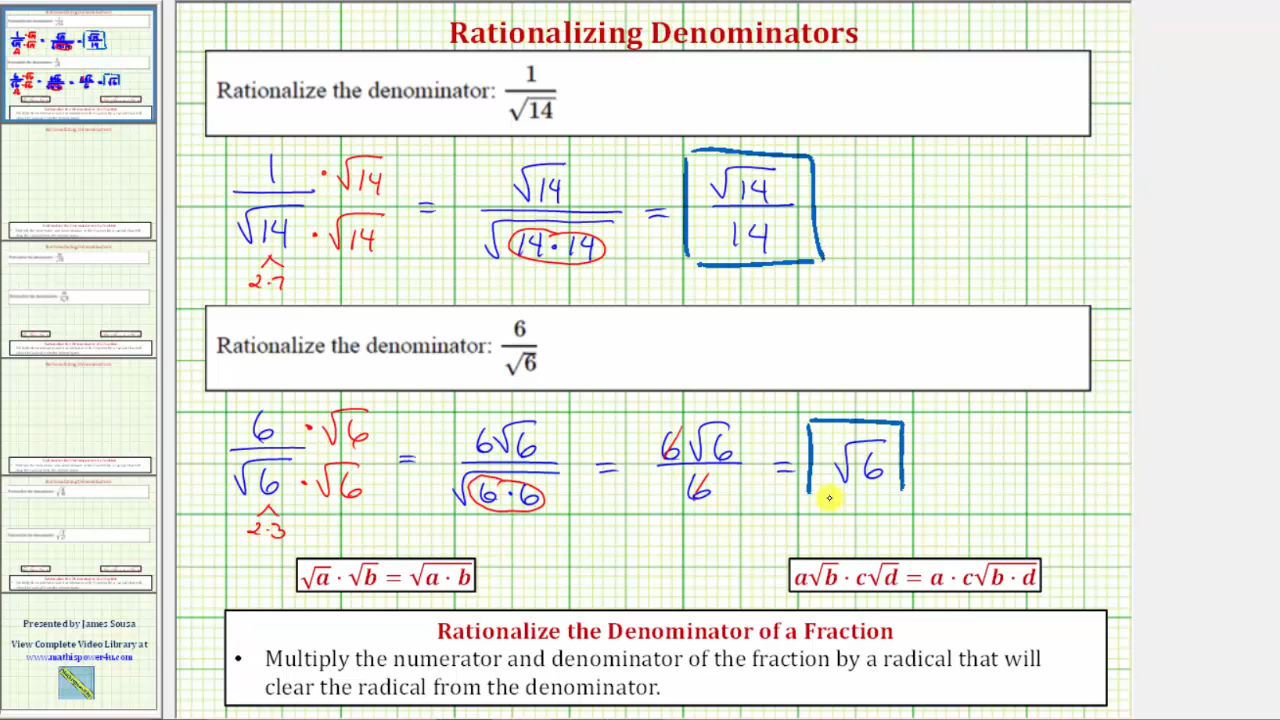 Rationalizing Denominators
Rationalize the denominator: 1/√14
1/√14 · √14/√14 = √14/√(14·14) = √14/14
2·7
Rationalize the denominator: 6/√6
6/√6 · √6/√6 = 6√6/√(6·6) = 6√6/6 = √6
2·3
√a · √b = √(a · b)
a√b · c√d = a · c√(b · d)
Rationalize the Denominator of a Fraction
• Multiply the numerator and denominator of the fraction by a radical that will
clear the radical from the denominator.
Presented by James Sousa
View Complete Video Library at
www.mathispower4u.com